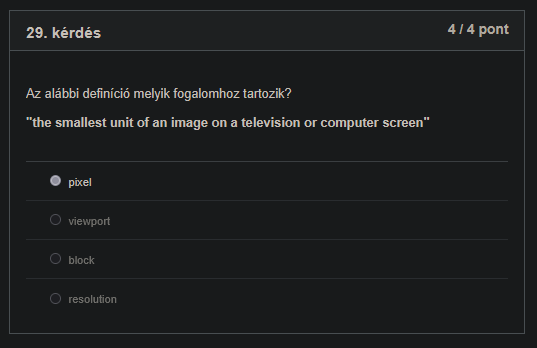 29. kérdés
4 / 4 pont
Az alábbi definíció melyik fogalomhoz tartozik?
"the smallest unit of an image on a television or computer screen"
pixel
viewport
block
resolution